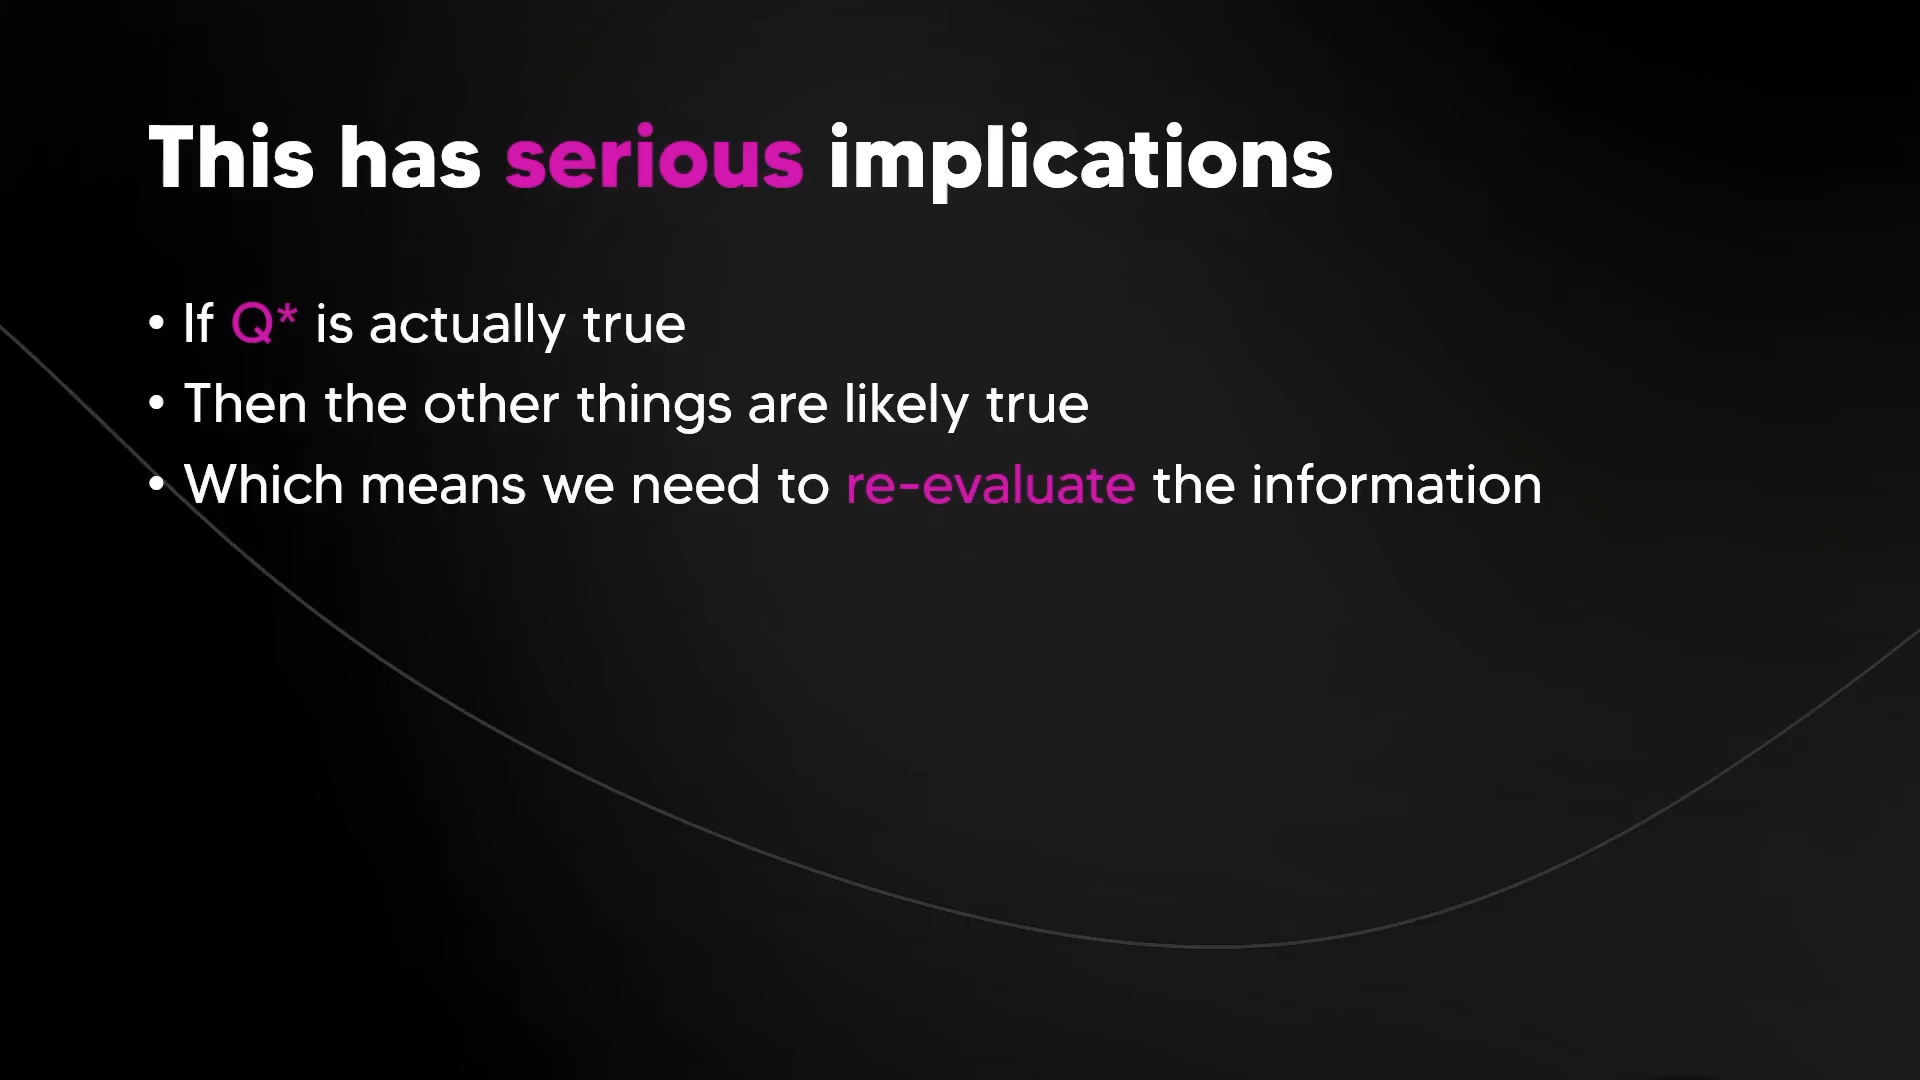 This has serious implications
• If Q* is actually true
• Then the other things are likely true
• Which means we need to re-evaluate the information